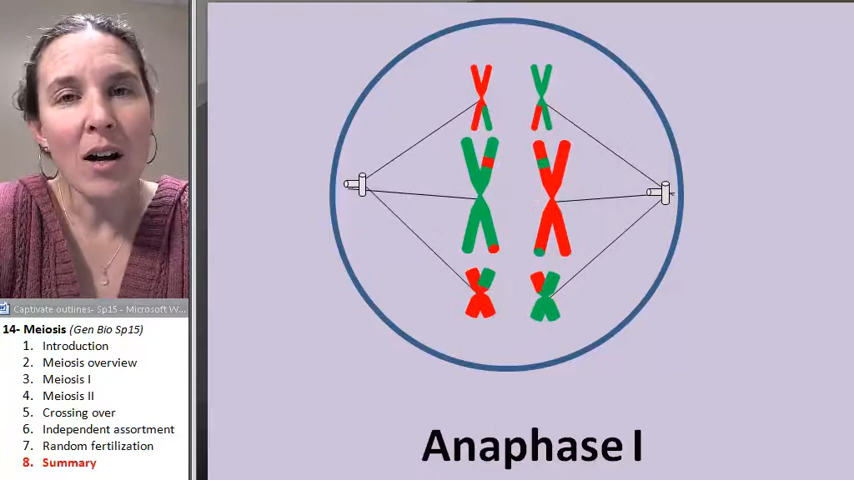 Captivate outlines- Sp15 - Microsoft W...
14- Meiosis (Gen Bio Sp15)
1. Introduction
2. Meiosis overview
3. Meiosis I
4. Meiosis II
5. Crossing over
6. Independent assortment
7. Random fertilization
8. Summary
Anaphase I